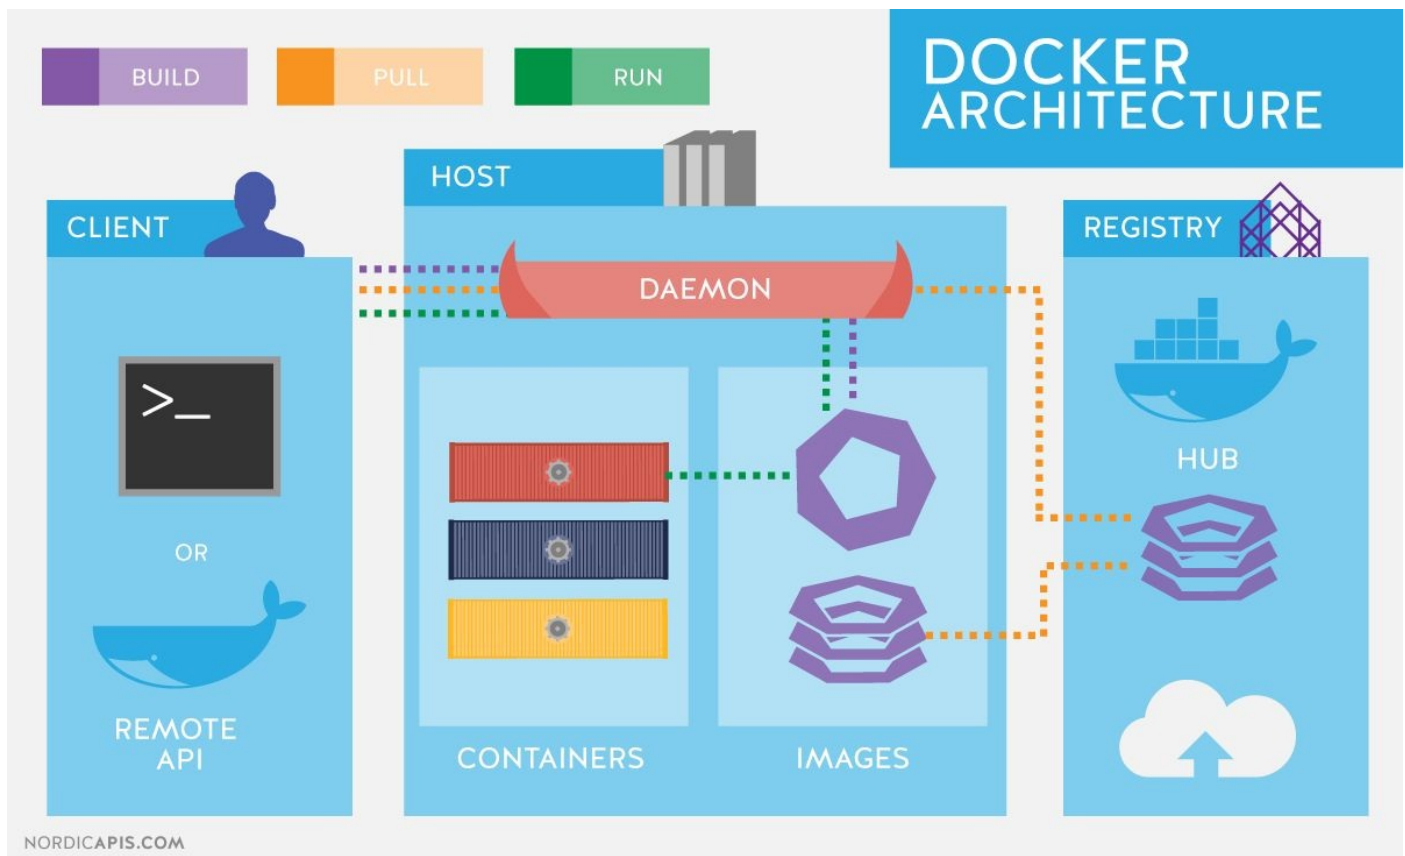 BUILD
PULL
RUN
DOCKER
ARCHITECTURE
HOST
CLIENT
REGISTRY
DAEMON
>_
HUB
OR
REMOTE
API
CONTAINERS
IMAGES
NORDICAPIS.COM